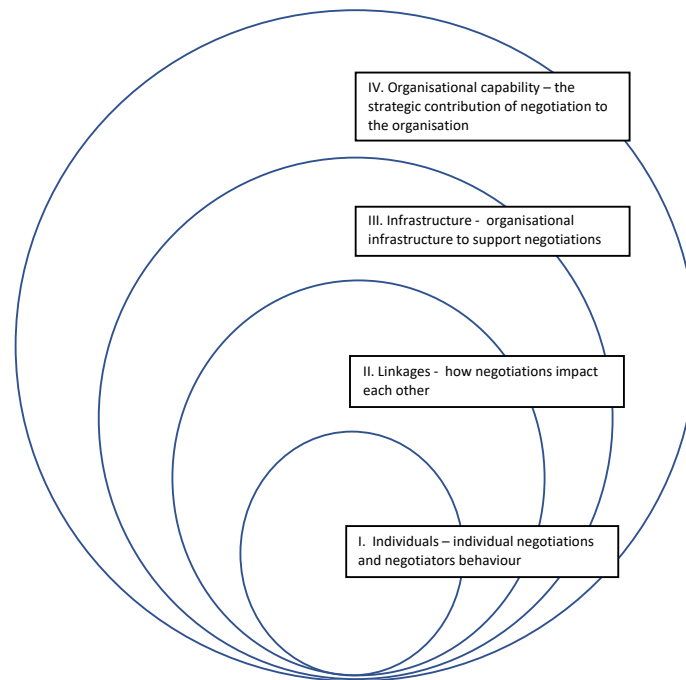 IV. Organisational capability – the
strategic contribution of negotiation to
the organisation
III. Infrastructure -  organisational
infrastructure to support negotiations
II. Linkages -  how negotiations impact
each other
I.  Individuals – individual negotiations
and negotiators behaviour